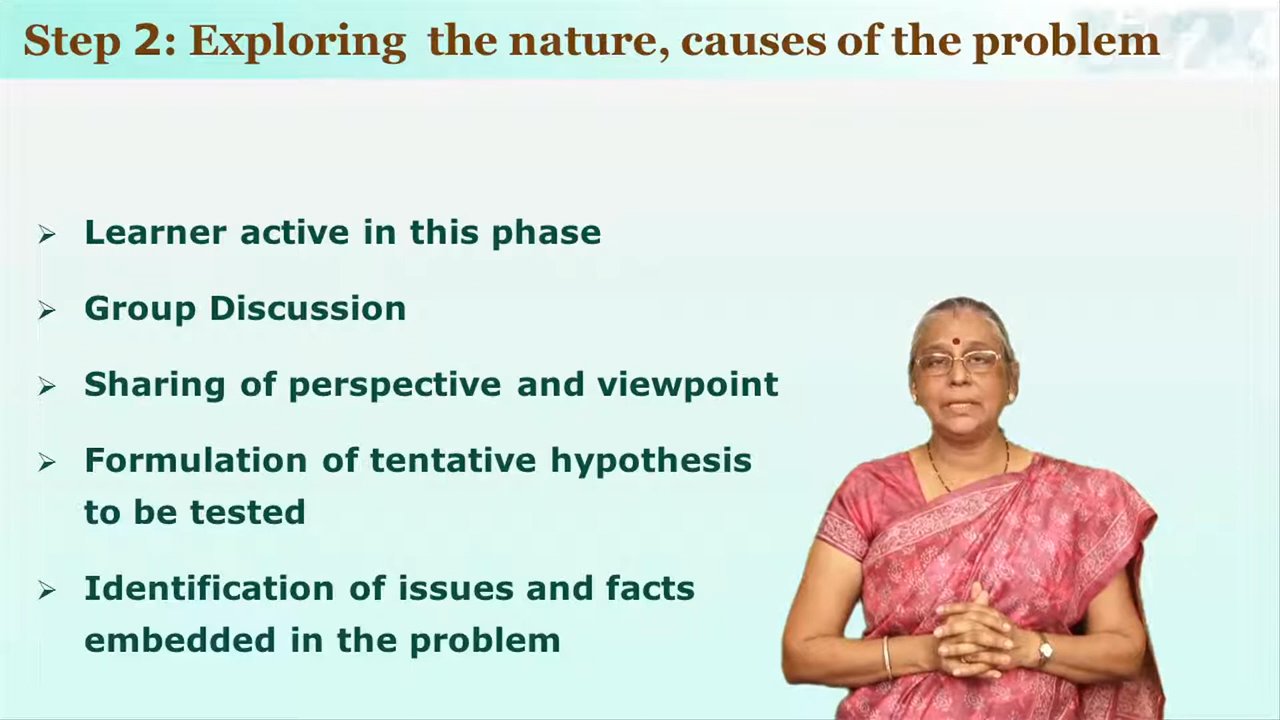 Step 2: Exploring the nature, causes of the problem
Learner active in this phase
Group Discussion
Sharing of perspective and viewpoint
Formulation of tentative hypothesis
to be tested
Identification of issues and facts
embedded in the problem